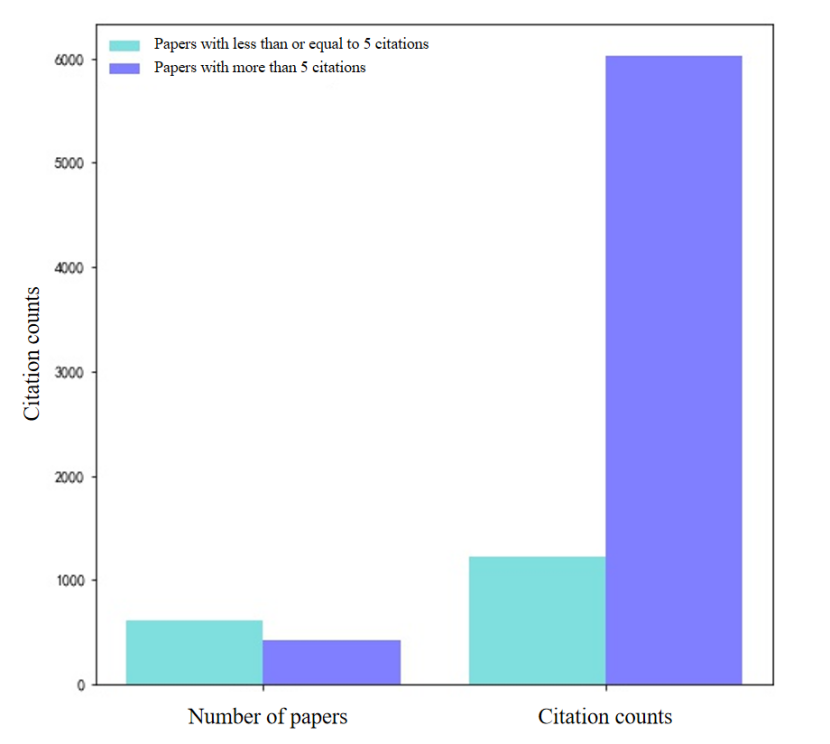 Papers with less than or equal to 5 citations
Papers with more than 5 citations
6000
5000
4000
3000
2000
1000
0
Citation counts
Number of papers
Citation counts